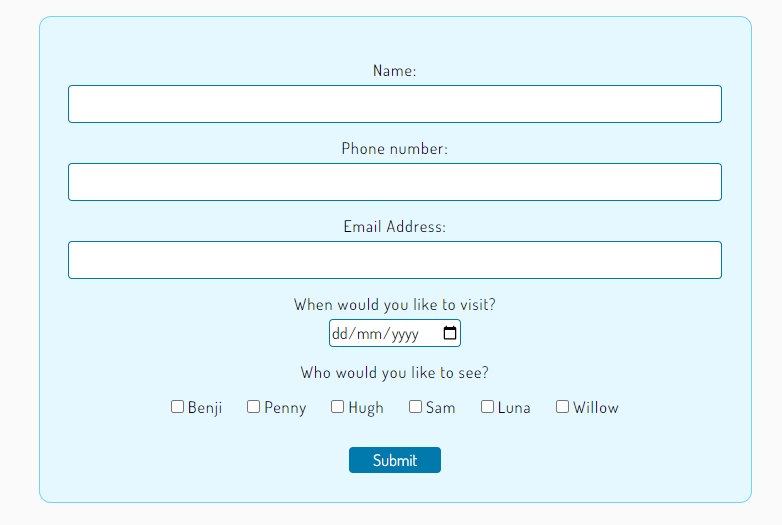 Name:
Phone number:
Email Address:
When would you like to visit?
dd/mm/yyyy
Who would you like to see?
Benji Penny Hugh Sam Luna Willow
Submit